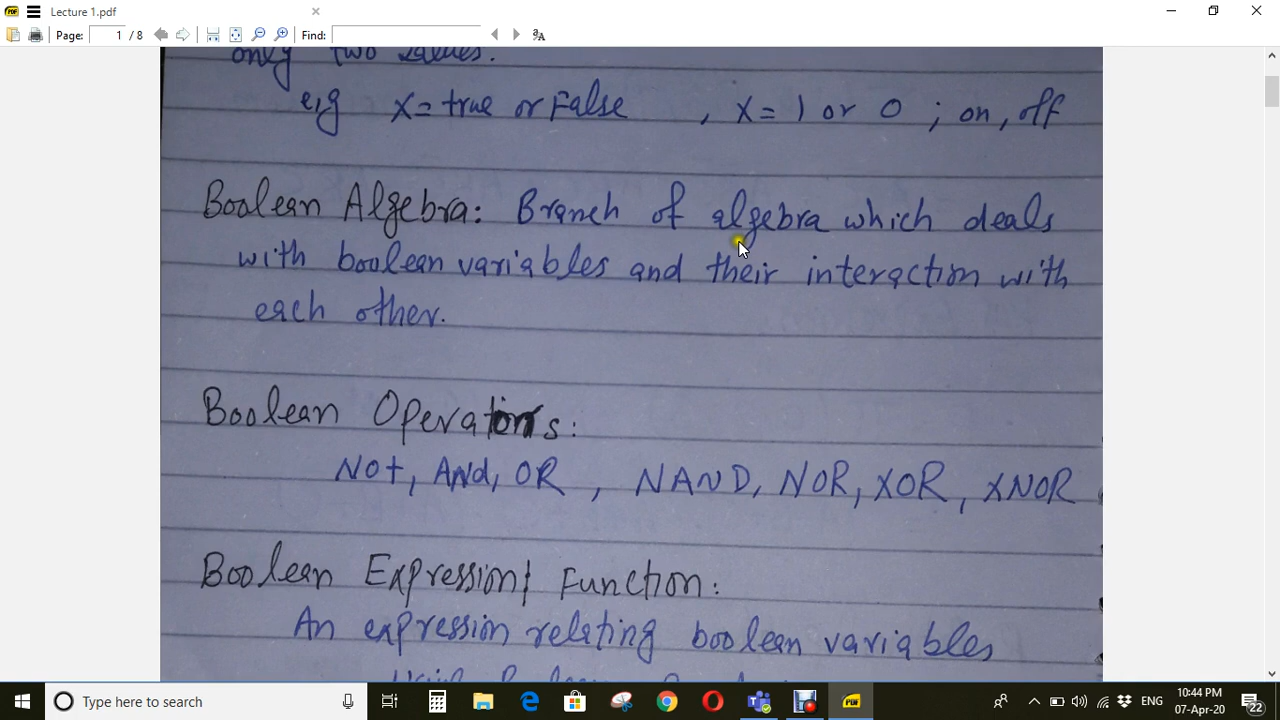 Lecture 1.pdf
Page: 1 / 8 Find:
only two values.
e,g X= true or False , X = 1 or 0 ; on, off
Boolean Algebra: Branch of algebra which deals
with boolean variables and their interaction with
each other.
Boolean Operators:
NOt, ANd, OR , NAND, NOR, XOR, XNOR
Boolean Expression/ Function:
An expression relating boolean variables
Type here to search
ENG
10:44 PM
07-Apr-20
22